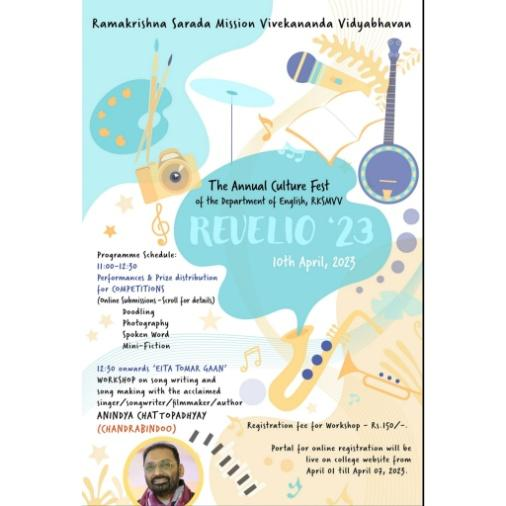 Ramakrishna Sarada Mission Vivekananda Vidyabhavan
The Annual Culture Fest
of the Department of English, RKSMVV
REVELIO '23
10th April, 2023
Programme Schedule:
11:00-12:30
Performances & Prize distribution
for COMPETITIONS
(Online Submissions -Scroll for details)
Doodling
Photography
Spoken Word
Mini-Fiction
12:30 onwards 'EITA TOMAR GAAN'
WORKSHOP on song writing and
song making with the acclaimed
singer/songwriter/filmmaker/author
ANINDYA CHATTOPADHYAY
(CHANDRABINDOO)
Registration fee for Workshop - Rs.150/-.
Portal for online registration will be
live on college website from
April 01 till April 07, 2023.